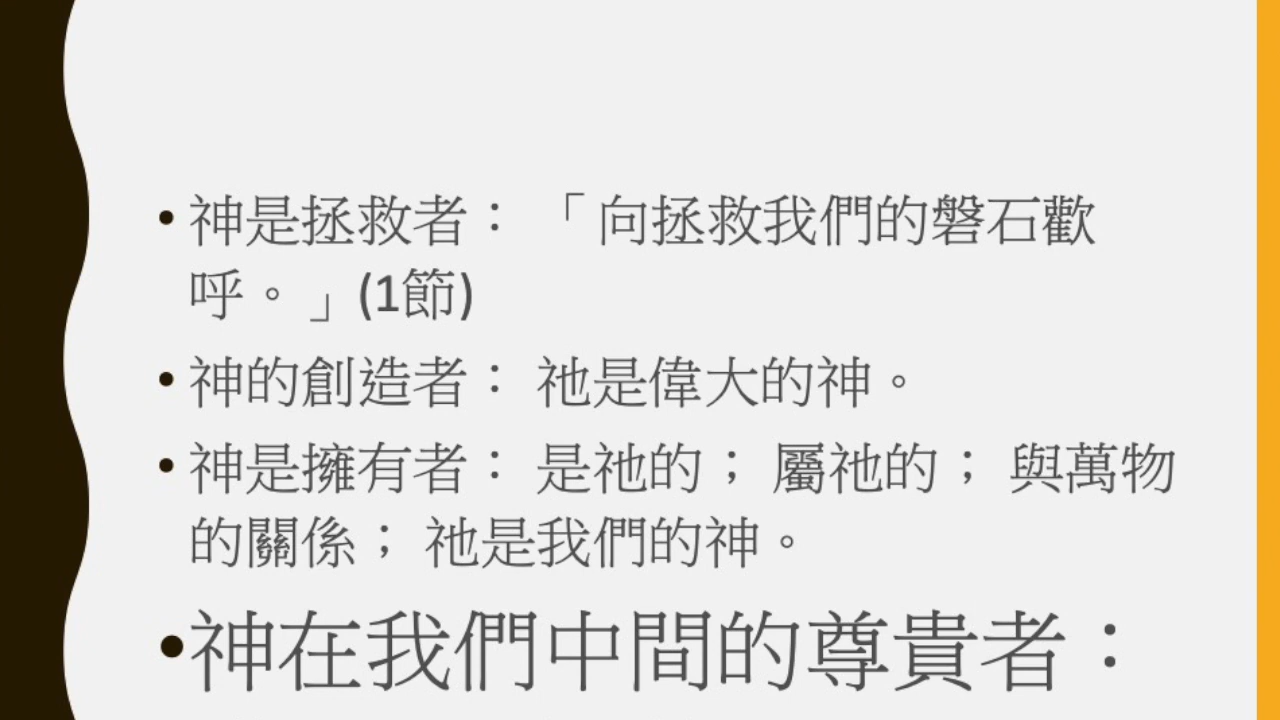 • 神是拯救者： 「向拯救我們的磐石歡
呼。」(1節)
• 神的創造者： 祂是偉大的神。
• 神是擁有者： 是祂的； 屬祂的； 與萬物
的關係； 祂是我們的神。
•神在我們中間的尊貴者：